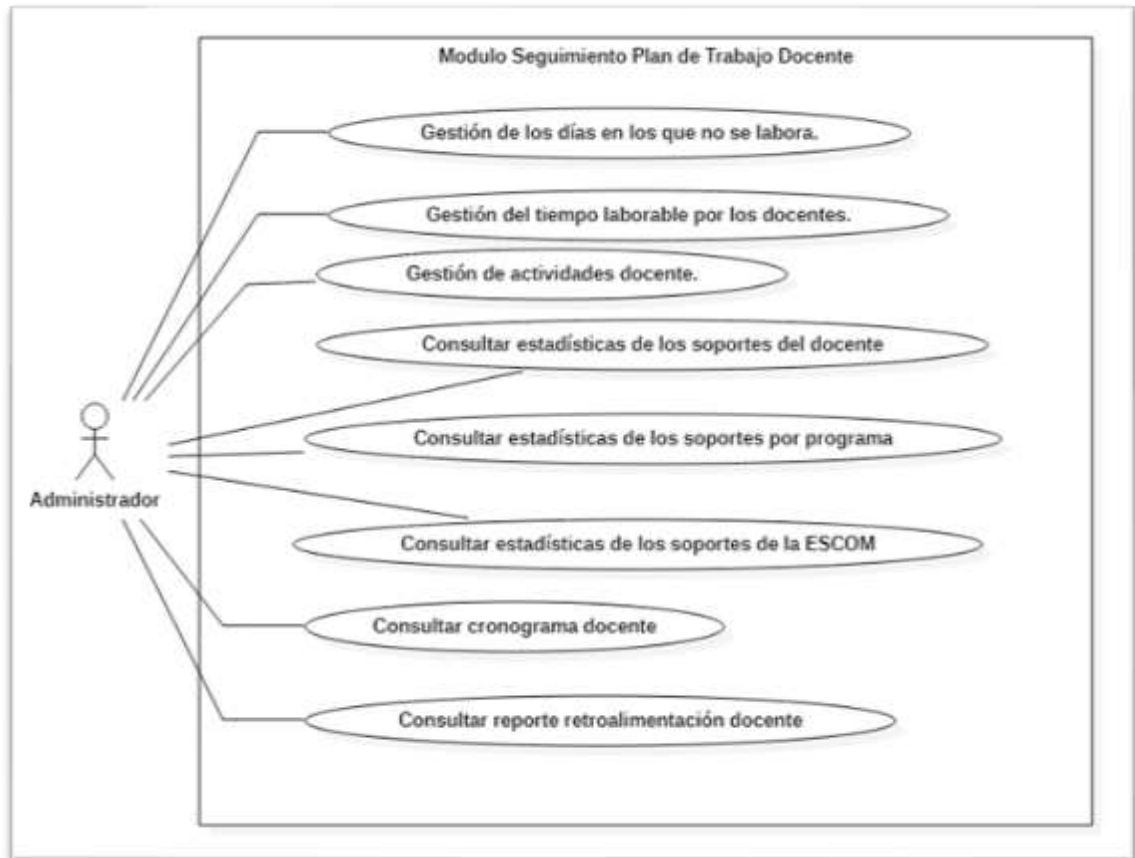 Modulo Seguimiento Plan de Trabajo Docente
Gestión de los días en los que no se labora.
Gestión del tiempo laborable por los docentes.
Gestión de actividades docente.
Consultar estadísticas de los soportes del docente
Consultar estadísticas de los soportes por programa
Administrador
Consultar estadísticas de los soportes de la ESCOM
Consultar cronograma docente
Consultar reporte retroalimentación docente